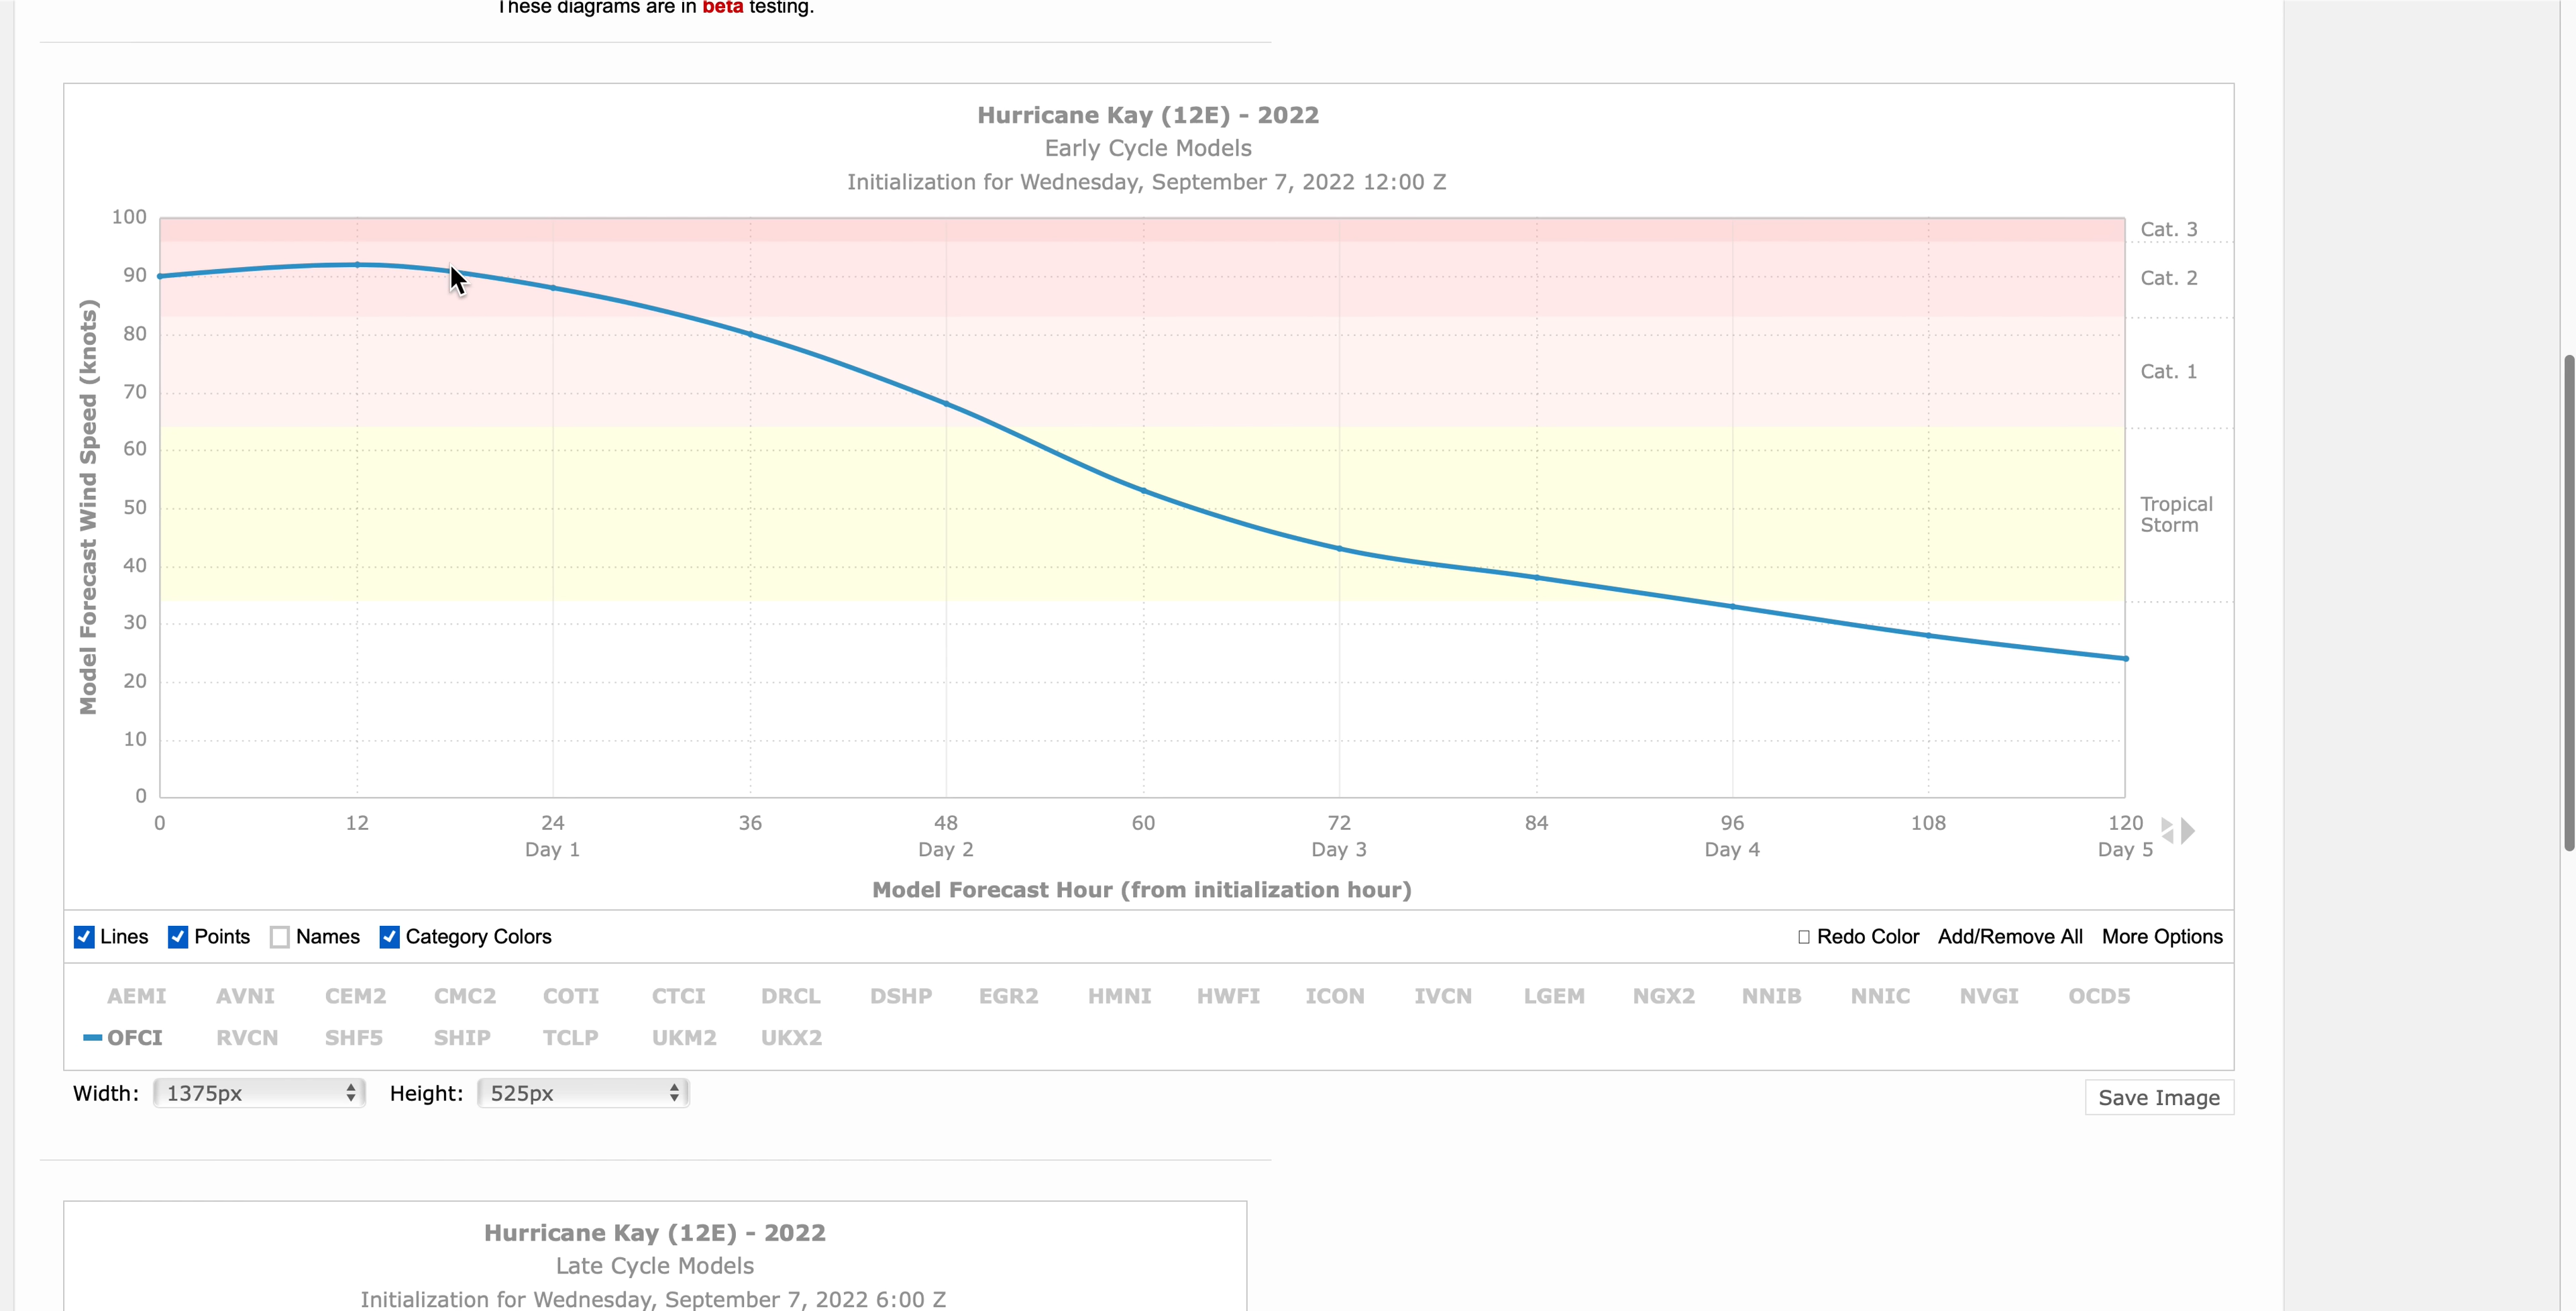 These diagrams are in beta testing.
Hurricane Kay (12E) - 2022
Early Cycle Models
Initialization for Wednesday, September 7, 2022 12:00 Z
Model Forecast Wind Speed (knots)
100
90
80
70
60
50
40
30
20
10
0
Cat. 3
Cat. 2
Cat. 1
Tropical
Storm
0 12 24 36 48 60 72 84 96 108 120
Day 1 Day 2 Day 3 Day 4 Day 5
Model Forecast Hour (from initialization hour)
Lines Points Names Category Colors Redo Color Add/Remove All More Options
AEMI AVNI CEM2 CMC2 COTI CTCI DRCL DSHP EGR2 HMNI HWFI ICON IVCN LGEM NGX2 NNIB NNIC NVGI OCD5
OFCI RVCN SHF5 SHIP TCLP UKM2 UKX2
Width: 1375px Height: 525px Save Image
Hurricane Kay (12E) - 2022
Late Cycle Models
Initialization for Wednesday, September 7, 2022 6:00 Z